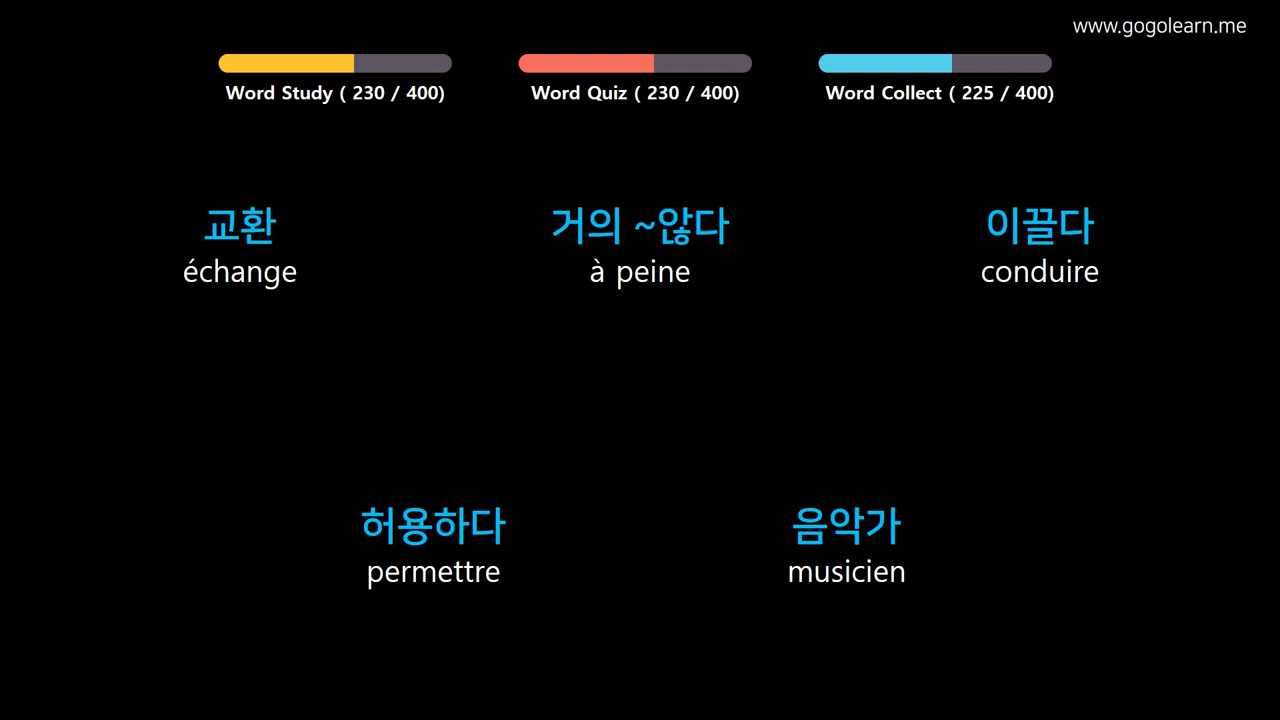 www.gogolearn.me
Word Study ( 230 / 400)
Word Quiz ( 230 / 400)
Word Collect ( 225 / 400)
교환
échange
거의 ~않다
à peine
이끌다
conduire
허용하다
permettre
음악가
musicien